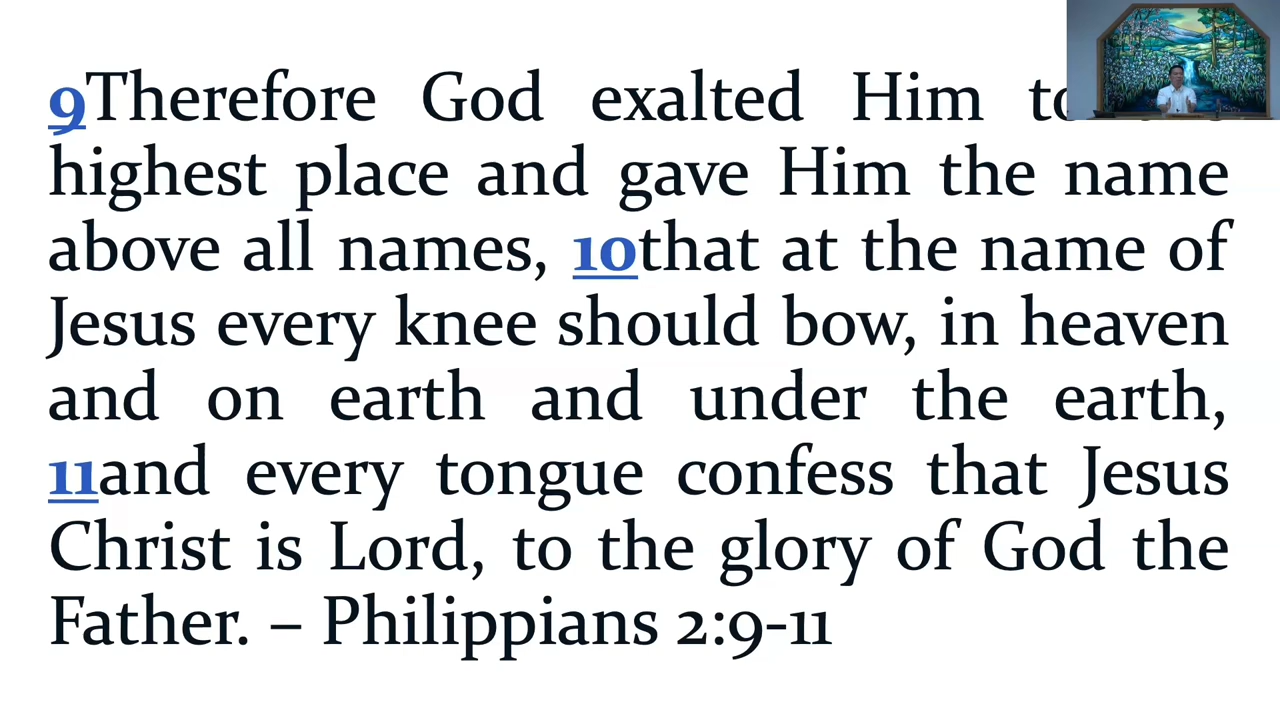 9Therefore God exalted Him
highest place and gave Him the name
above all names, 10that at the name of
Jesus every knee should bow, in heaven
and on earth and under the earth,
11and every tongue confess that Jesus
Christ is Lord, to the glory of God the
Father. – Philippians 2:9-11